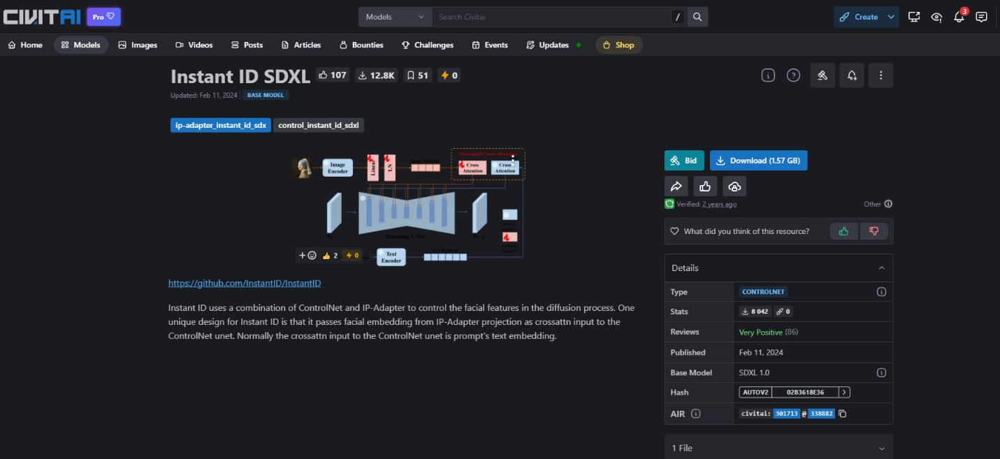 CIVITAI Pro Models Search Civitai / Create 3
Home Models Images Videos Posts Articles Bounties Challenges Events Updates Shop
Instant ID SDXL 107 12.8K 51 0
Updated: Feb 11, 2024 BASE MODEL
ip-adapter_instant_id_sdx control_instant_id_sdxl
Decoupled Cross-Attention
Image
Encoder
Linear
LN
Image Features
Cross
Attention
Cross
Attention
Denoising U-Net
Text
Encoder
Text Features
2 0
https://github.com/InstantID/InstantID
Instant ID uses a combination of ControlNet and IP-Adapter to control the facial features in the diffusion process. One
unique design for Instant ID is that it passes facial embedding from IP-Adapter projection as crossattn input to the
ControlNet unet. Normally the crossattn input to the ControlNet unet is prompt's text embedding.
Bid Download (1.57 GB)
Verified: 2 years ago Other
What did you think of this resource?
Details
Type CONTROLNET
Stats 8 042 0
Reviews Very Positive (86)
Published Feb 11, 2024
Base Model SDXL 1.0
Hash AUTOV2 02B3618E36
AIR civitai: 301713 @ 338882
1 File